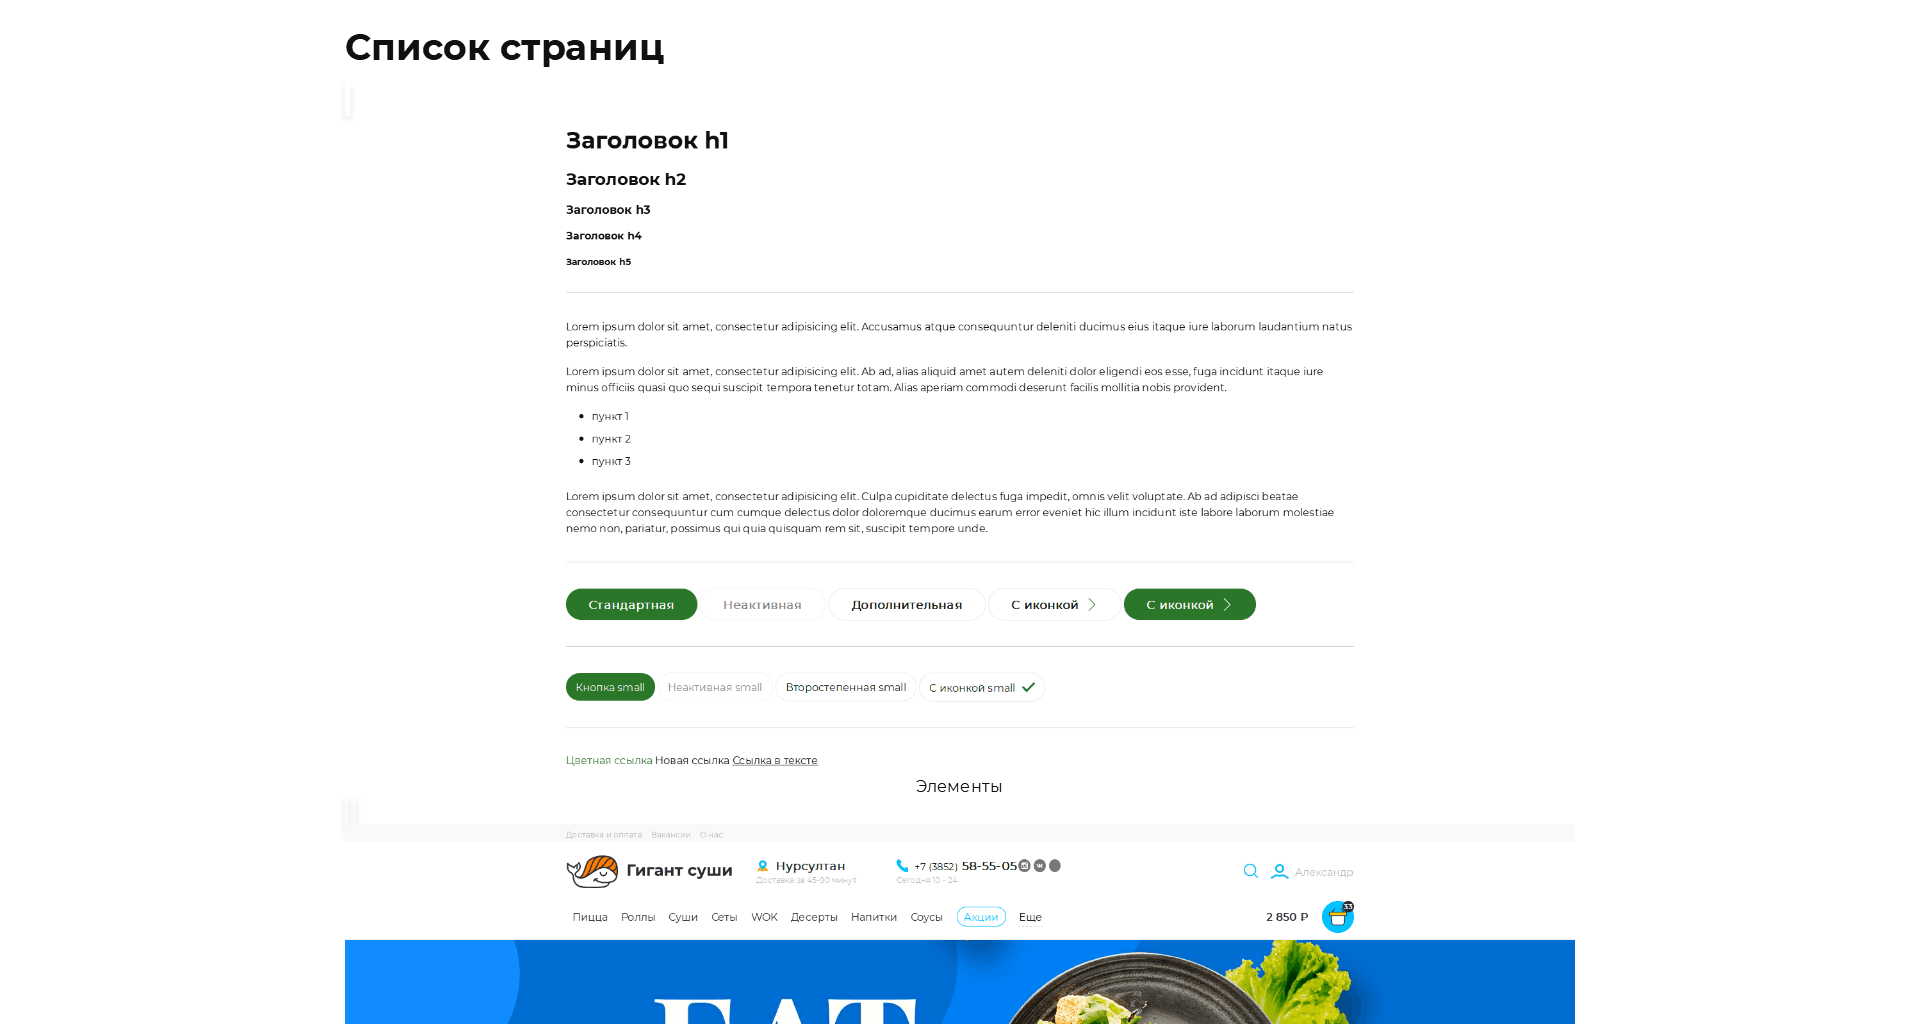 Список страниц
Заголовок h1
Заголовок h2
Заголовок h3
Заголовок h4
Заголовок h5
Lorem ipsum dolor sit amet, consectetur adipisicing elit. Accusamus atque consequuntur deleniti ducimus eius itaque iure laborum laudantium natus
perspiciatis.
Lorem ipsum dolor sit amet, consectetur adipisicing elit. Ab ad, alias aliquid amet autem deleniti dolor eligendi eos esse, fuga incidunt itaque iure
minus officiis quasi quo sequi suscipit tempora tenetur totam. Alias aperiam commodi deserunt facilis mollitia nobis provident.
пункт 1
пункт 2
пункт 3
Lorem ipsum dolor sit amet, consectetur adipisicing elit. Culpa cupiditate delectus fuga impedit, omnis velit voluptate. Ab ad adipisci beatae
consectetur consequuntur cum cumque delectus dolor doloremque ducimus earum error eveniet hic illum incidunt iste labore laborum molestiae
nemo non, pariatur, possimus qui quia quisquam rem sit, suscipit tempore unde.
Стандартная Неактивная Дополнительная С иконкой С иконкой
Кнопка small Неактивная small Второстепенная small С иконкой small
Цветная ссылка Новая ссылка Ссылка в тексте
Элементы
Доставка и оплата Вакансии О нас
Гигант суши Нурсултан +7 (3852) 58-55-05 Александр
Доставка за 45-90 минут Сегодня 10 - 24
Пицца Роллы Суши Сеты WOK Десерты Напитки Соусы Акции Еще 2 850 ₽ 33
EAT